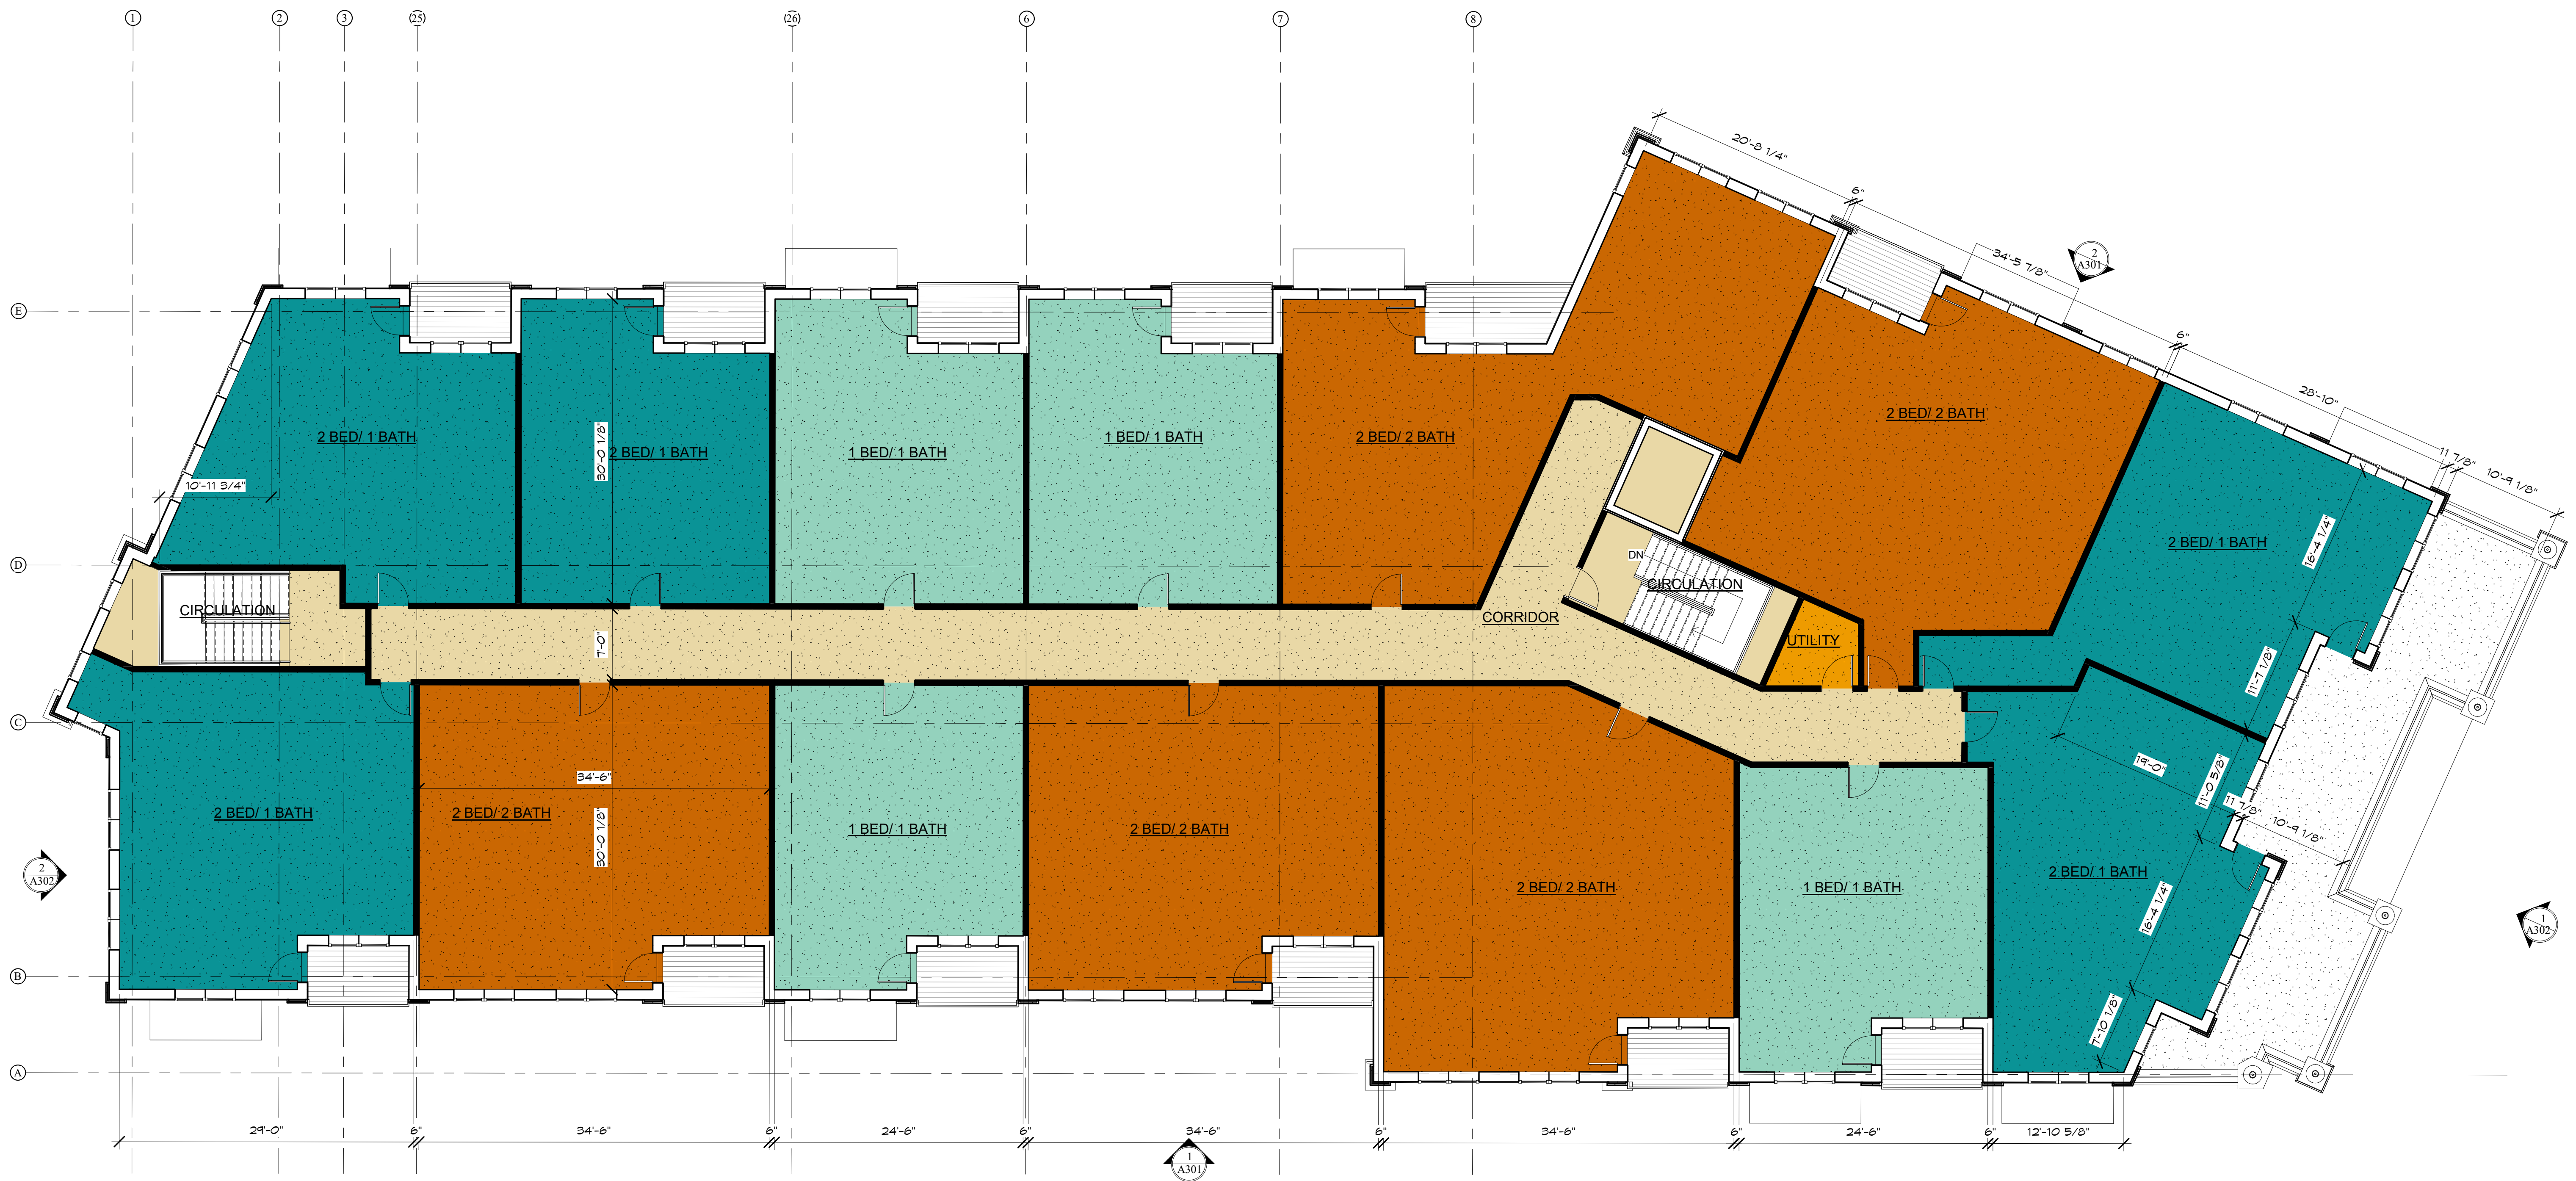 1 2 3 (25) (26) 6 7 8
20'-8 1/4"
6"
2
A301
34'-5 7/8"
E
6"
28'-10"
2 BED/ 2 BATH
2 BED/ 1 BATH
30'-0 1/8"
2 BED/ 1 BATH
1 BED/ 1 BATH
1 BED/ 1 BATH
2 BED/ 2 BATH
11 7/8"
10'-9 1/8"
10'-11 3/4"
2 BED/ 1 BATH
16'-4 1/4"
D
DN
CIRCULATION
CIRCULATION
CORRIDOR
7'-0"
UTILITY
11'-7 1/8"
C
19'-0"
11'-0 5/8"
34'-6"
11 7/8"
10'-9 1/8"
2 BED/ 1 BATH
2 BED/ 2 BATH
30'-0 1/8"
1 BED/ 1 BATH
2 BED/ 2 BATH
2
A302
2 BED/ 2 BATH
1 BED/ 1 BATH
2 BED/ 1 BATH
16'-4 1/4"
1
A302
B
7'-10 1/8"
A
29'-0" 6" 34'-6" 6" 24'-6" 6" 34'-6" 6" 34'-6" 6" 24'-6" 6" 12'-10 5/8"
1
A301